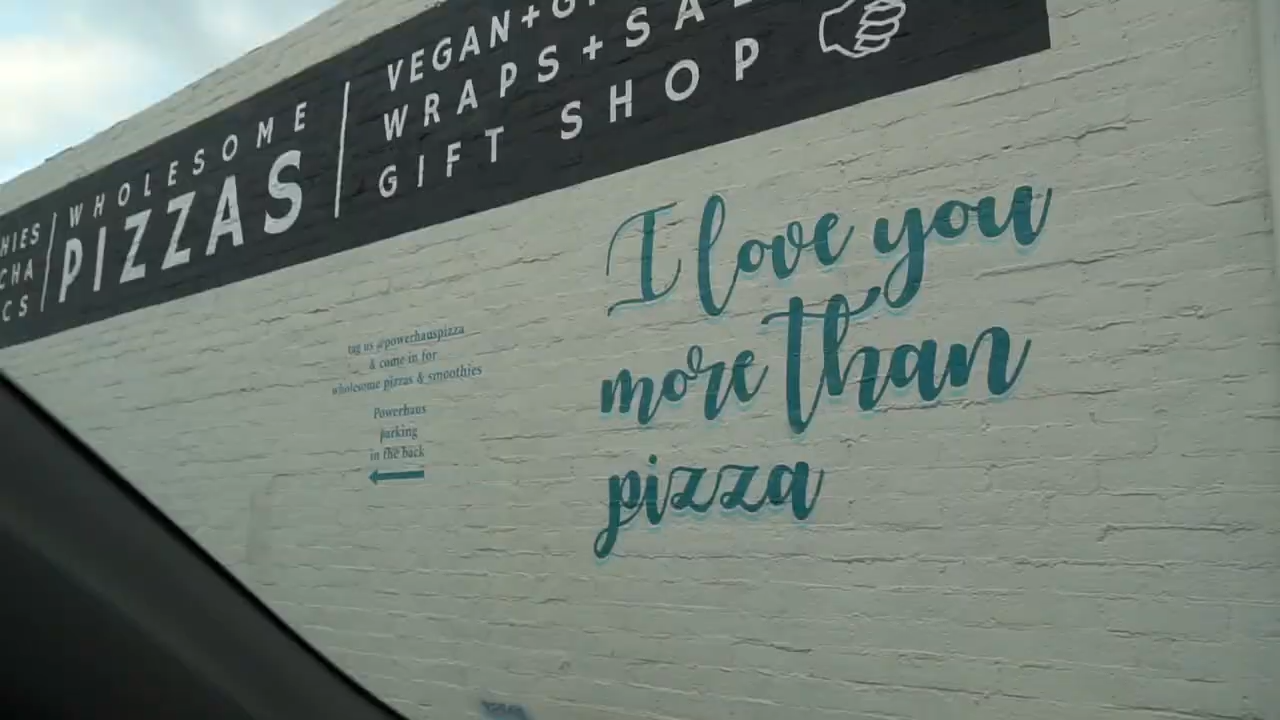 HIES
CHA
CS
WHOLESOME
PIZZAS
VEGAN+G
WRAPS+SA
GIFT SHOP
tag us @powerhauspizza
& come in for
wholesome pizzas & smoothies
Powerhaus
parking
in the back
I love you
more than
pizza